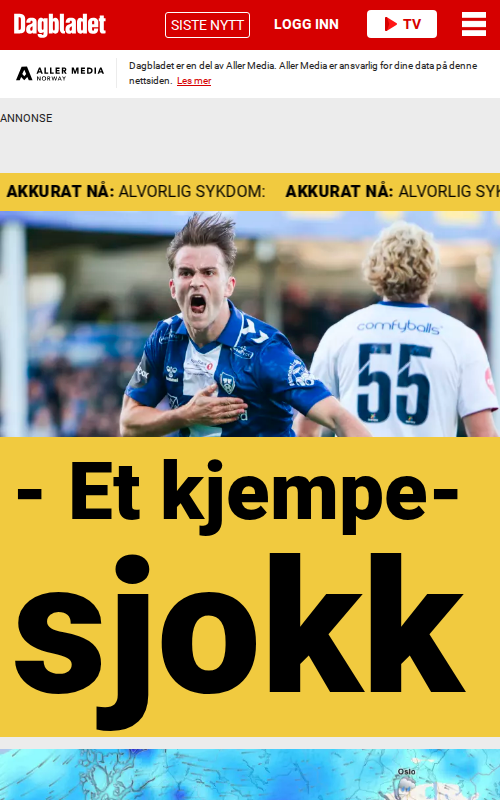 Dagbladet
SISTE NYTT
LOGG INN
TV
ALLER MEDIA
NORWAY
Dagbladet er en del av Aller Media. Aller Media er ansvarlig for dine data på denne
nettsiden. Les mer
ANNONSE
AKKURAT NÅ: ALVORLIG SYKDOM: AKKURAT NÅ: ALVORLIG SYK
comfyballs
55
- Et kjempe-
sjokk
Oslo